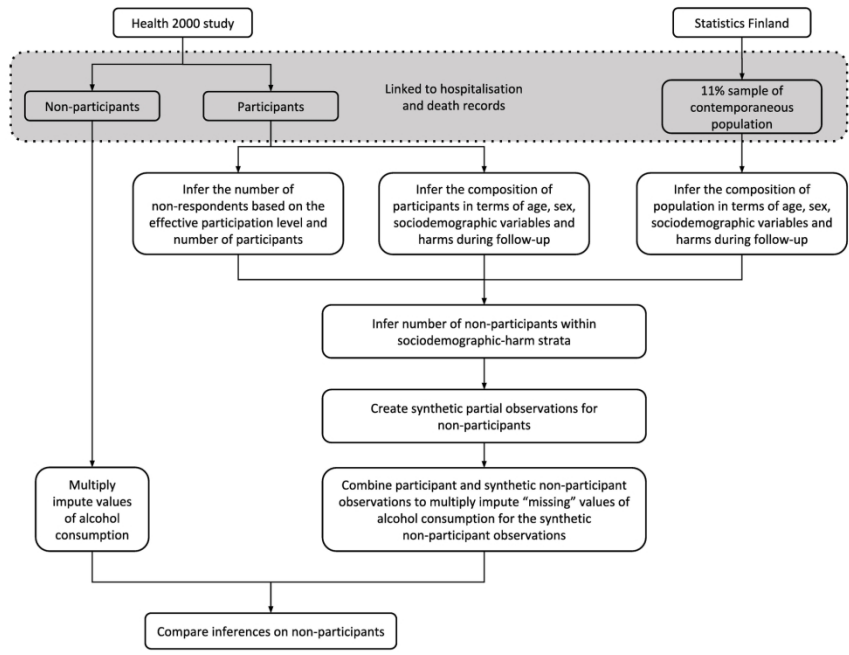 Health 2000 study
Statistics Finland
Non-participants
Participants
Linked to hospitalisation
and death records
11% sample of
contemporaneous
population
Infer the number of
non-respondents based on the
effective participation level and
number of participants
Infer the composition of
participants in terms of age, sex,
sociodemographic variables and
harms during follow-up
Infer the composition of
population in terms of age, sex,
sociodemographic variables and
harms during follow-up
Infer number of non-participants within
sociodemographic-harm strata
Create synthetic partial observations for
non-participants
Multiply
impute values
of alcohol
consumption
Combine participant and synthetic non-participant
observations to multiply impute “missing” values of
alcohol consumption for the synthetic
non-participant observations
Compare inferences on non-participants